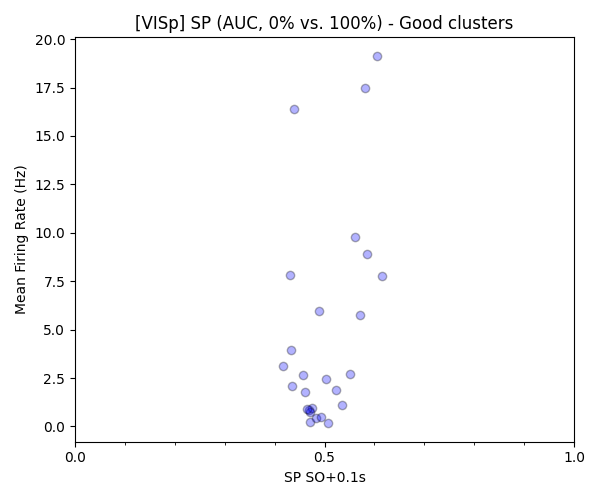 [VISp] SP (AUC, 0% vs. 100%) - Good clusters
20.0
17.5
15.0
12.5
10.0
7.5
5.0
2.5
0.0
Mean Firing Rate (Hz)
0.0 0.5 1.0
SP SO+0.1s